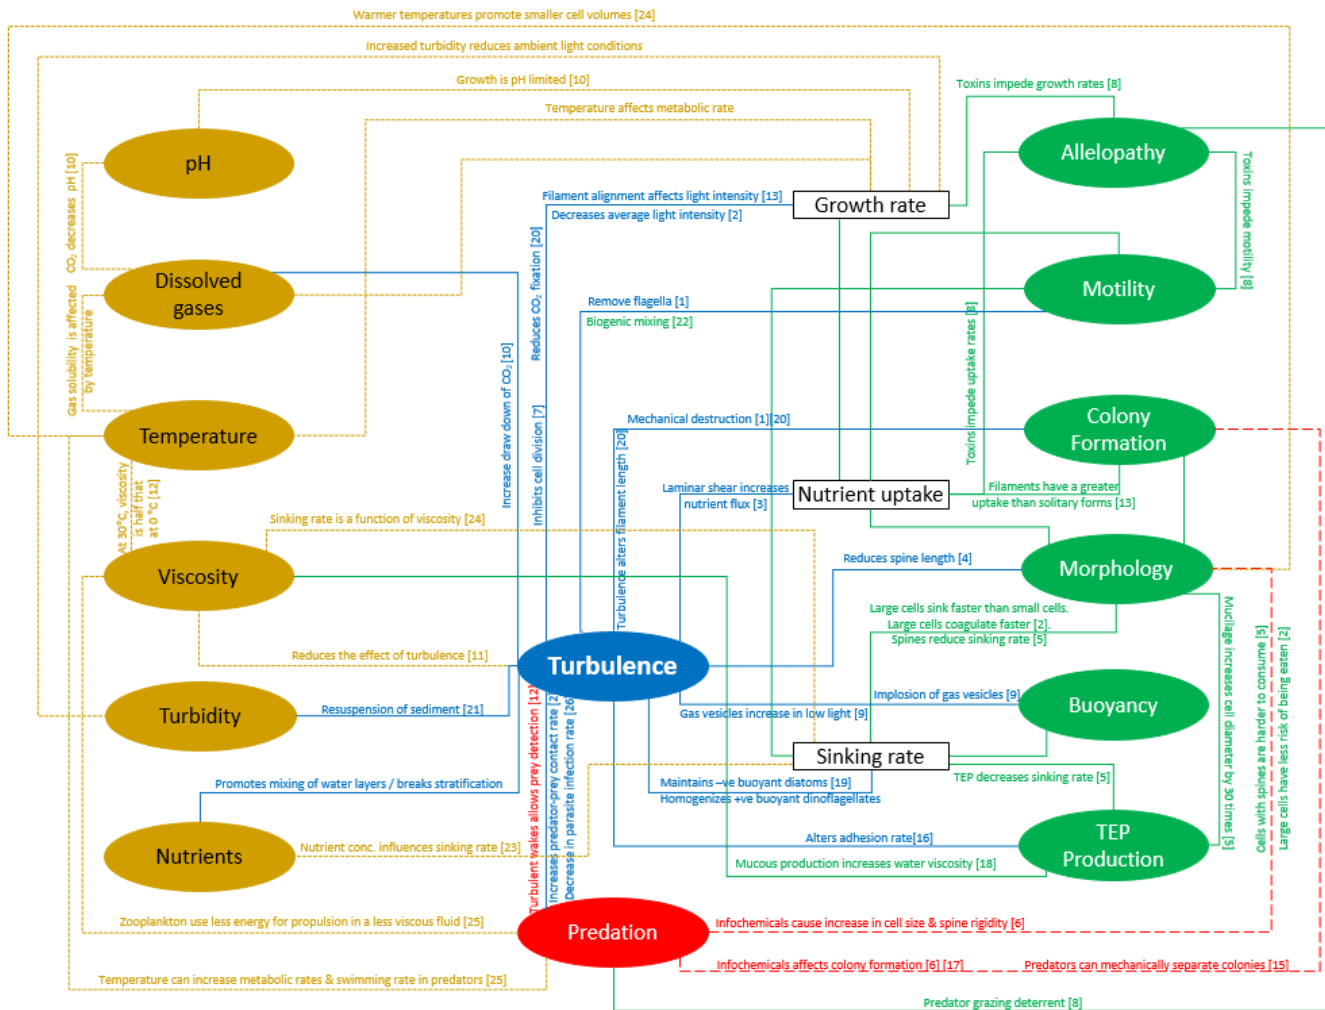 Warmer temperatures promote smaller cell volumes [24]
Increased turbidity reduces ambient light conditions
Growth is pH limited [10]
Toxins impede growth rates [8]
Temperature affects metabolic rate
pH
Allelopathy
CO₂ decreases pH [10]
Toxins impede motility [8]
Filament alignment affects light intensity [13]
Growth rate
Decreases average light intensity [2]
Reduces CO₂ fixation [20]
Dissolved
gases
Motility
Remove flagella [1]
Biogenic mixing [22]
Gas solubility is affected
by temperature
Increase draw down of CO₂ [10]
Inhibits cell division [7]
Toxins impede uptake rates [8]
Temperature
Mechanical destruction [1][20]
Colony
Formation
Turbulence alters filament length [20]
At 30°C, viscosity
is half that
at 0 °C [12]
Laminar shear increases
nutrient flux [3]
Nutrient uptake
Filaments have a greater
uptake than solitary forms [13]
Sinking rate is a function of viscosity [24]
Viscosity
Reduces spine length [4]
Morphology
Large cells sink faster than small cells.
Large cells coagulate faster [2].
Spines reduce sinking rate [5]
Mucilage increases cell diameter by 30 times [5]
Cells with spines are harder to consume [5]
Large cells have less risk of being eaten [2]
Reduces the effect of turbulence [11]
Turbulence
Turbidity
Resuspension of sediment [21]
Implosion of gas vesicles [9]
Buoyancy
Gas vesicles increase in low light [9]
Sinking rate
Turbulent wakes allows prey detection [12]
Increases predator-prey contact rate [2]
Decrease in parasite infection rate [26]
Promotes mixing of water layers / breaks stratification
Maintains –ve buoyant diatoms [19]
Homogenizes +ve buoyant dinoflagellates
TEP decreases sinking rate [5]
Nutrients
Nutrient conc. influences sinking rate [23]
Alters adhesion rate[16]
TEP
Production
Mucous production increases water viscosity [18]
Zooplankton use less energy for propulsion in a less viscous fluid [25]
Predation
Infochemicals cause increase in cell size & spine rigidity [6]
Infochemicals affects colony formation [6] [17]
Predators can mechanically separate colonies [15]
Temperature can increase metabolic rates & swimming rate in predators [25]
Predator grazing deterrent [8]